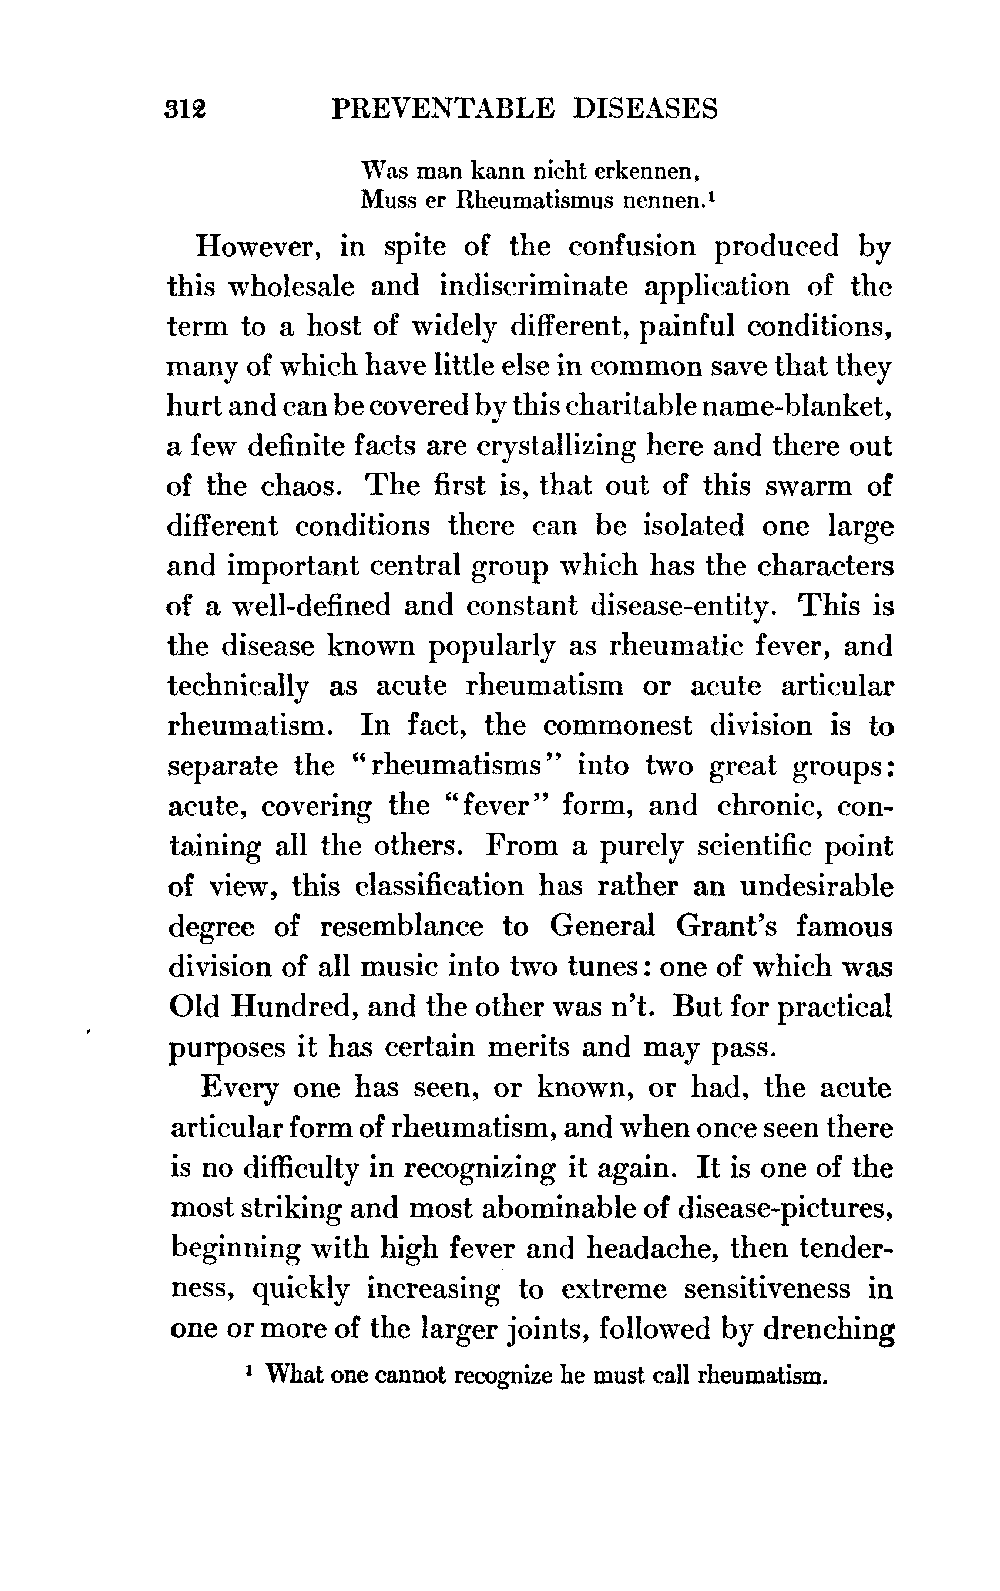 312 PREVENTABLE DISEASES
Was man kann nicht erkennen,
Muss er Rheumatismus nennen.¹
However, in spite of the confusion produced by
this wholesale and indiscriminate application of the
term to a host of widely different, painful conditions,
many of which have little else in common save that they
hurt and can be covered by this charitable name-blanket,
a few definite facts are crystallizing here and there out
of the chaos. The first is, that out of this swarm of
different conditions there can be isolated one large
and important central group which has the characters
of a well-defined and constant disease-entity. This is
the disease known popularly as rheumatic fever, and
technically as acute rheumatism or acute articular
rheumatism. In fact, the commonest division is to
separate the "rheumatisms" into two great groups:
acute, covering the "fever" form, and chronic, con-
taining all the others. From a purely scientific point
of view, this classification has rather an undesirable
degree of resemblance to General Grant's famous
division of all music into two tunes: one of which was
Old Hundred, and the other was n't. But for practical
purposes it has certain merits and may pass.
Every one has seen, or known, or had, the acute
articular form of rheumatism, and when once seen there
is no difficulty in recognizing it again. It is one of the
most striking and most abominable of disease-pictures,
beginning with high fever and headache, then tender-
ness, quickly increasing to extreme sensitiveness in
one or more of the larger joints, followed by drenching
¹ What one cannot recognize he must call rheumatism.